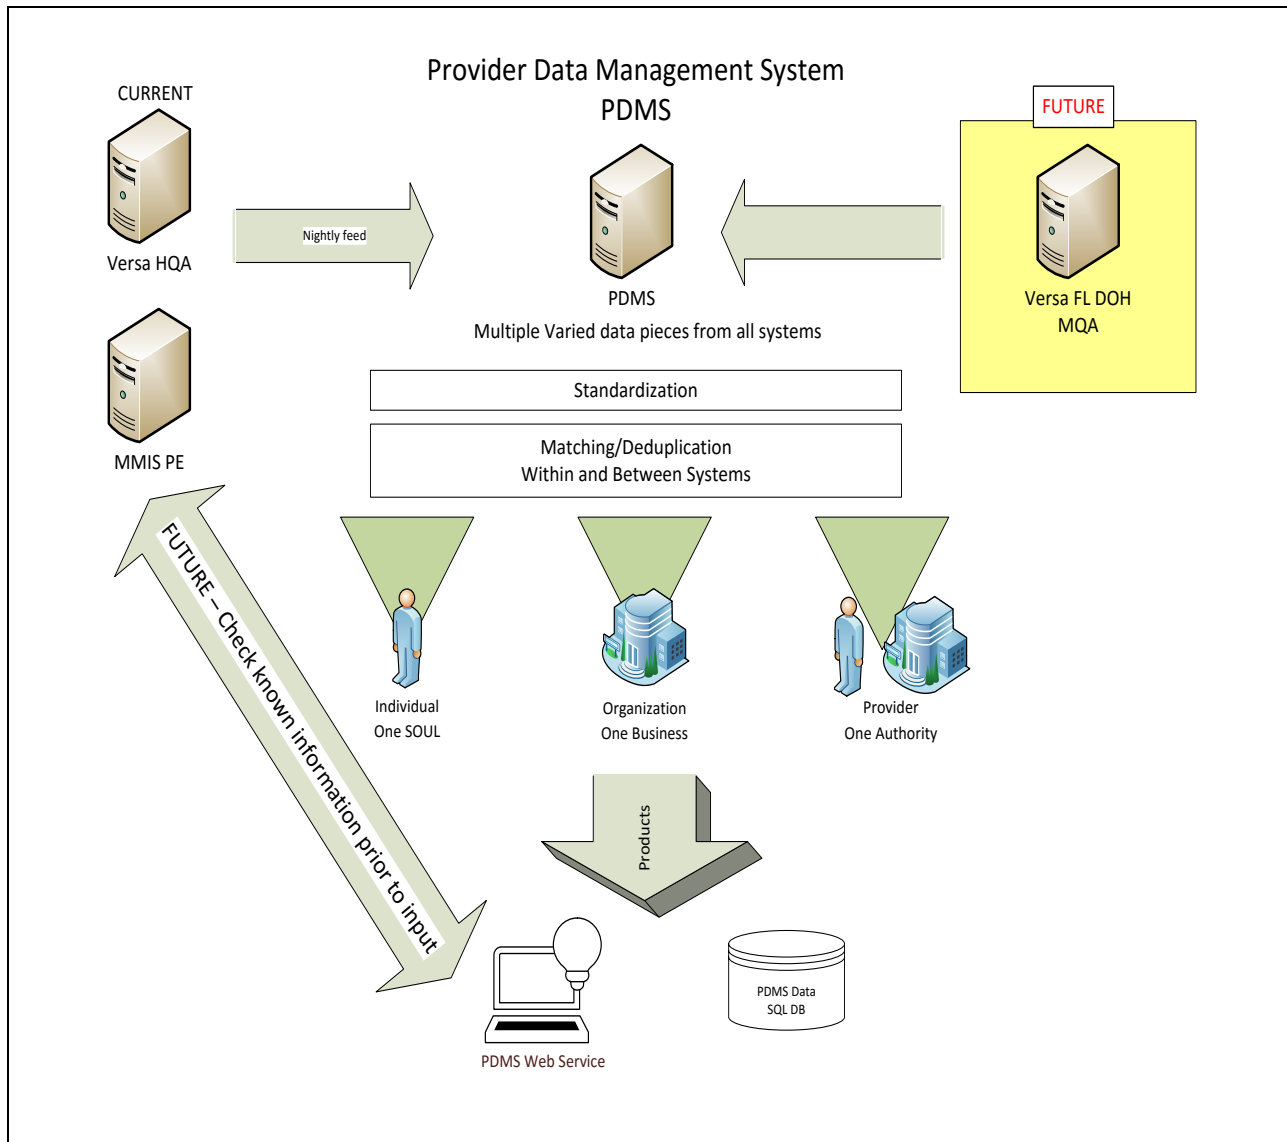 Provider Data Management System
PDMS
CURRENT
FUTURE
Nightly feed
Versa HQA
PDMS
Versa FL DOH
MQA
Multiple Varied data pieces from all systems
Standardization
Matching/Deduplication
Within and Between Systems
MMIS PE
FUTURE – Check known information prior to input
Individual
One SOUL
Organization
One Business
Provider
One Authority
Products
PDMS Data
SQL DB
PDMS Web Service